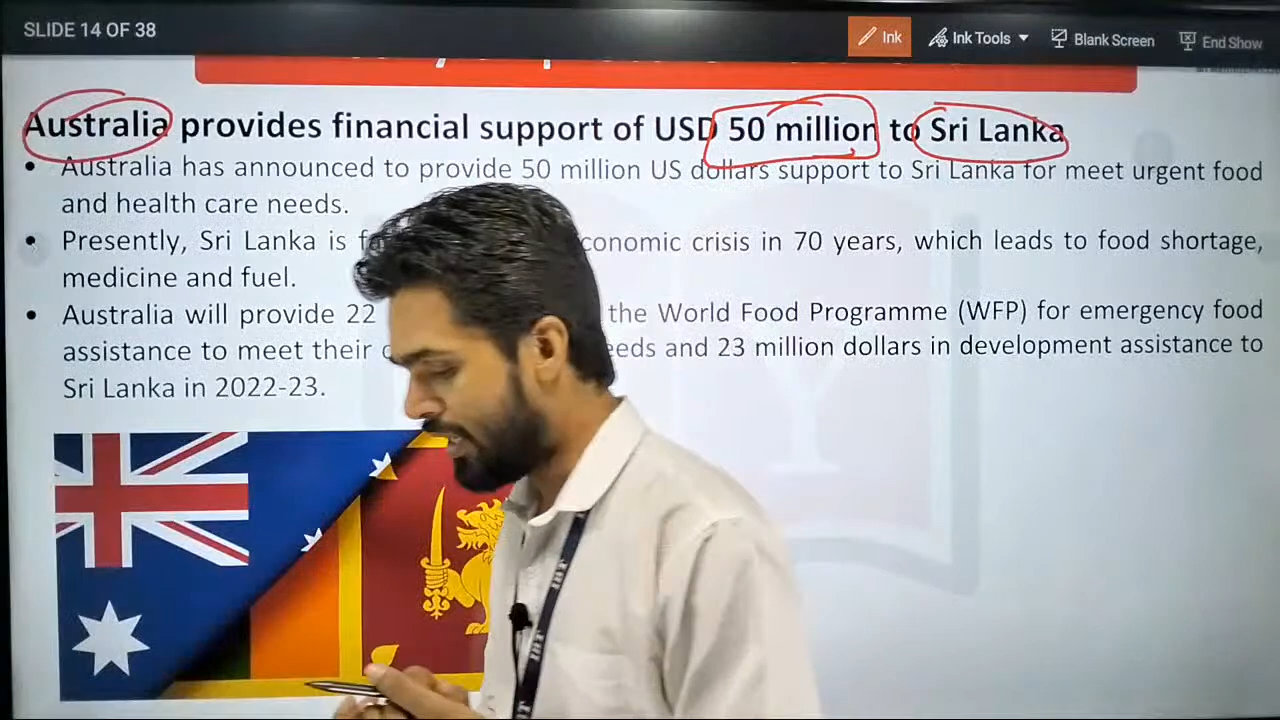 SLIDE 14 OF 38
Ink
Ink Tools
Blank Screen
End Show
Australia provides financial support of USD 50 million to Sri Lanka
• Australia has announced to provide 50 million US dollars support to Sri Lanka for meet urgent food
and health care needs.
• Presently, Sri Lanka is conomic crisis in 70 years, which leads to food shortage,
medicine and fuel.
• Australia will provide 22 the World Food Programme (WFP) for emergency food
assistance to meet their eeds and 23 million dollars in development assistance to
Sri Lanka in 2022-23.
IBT
IBT